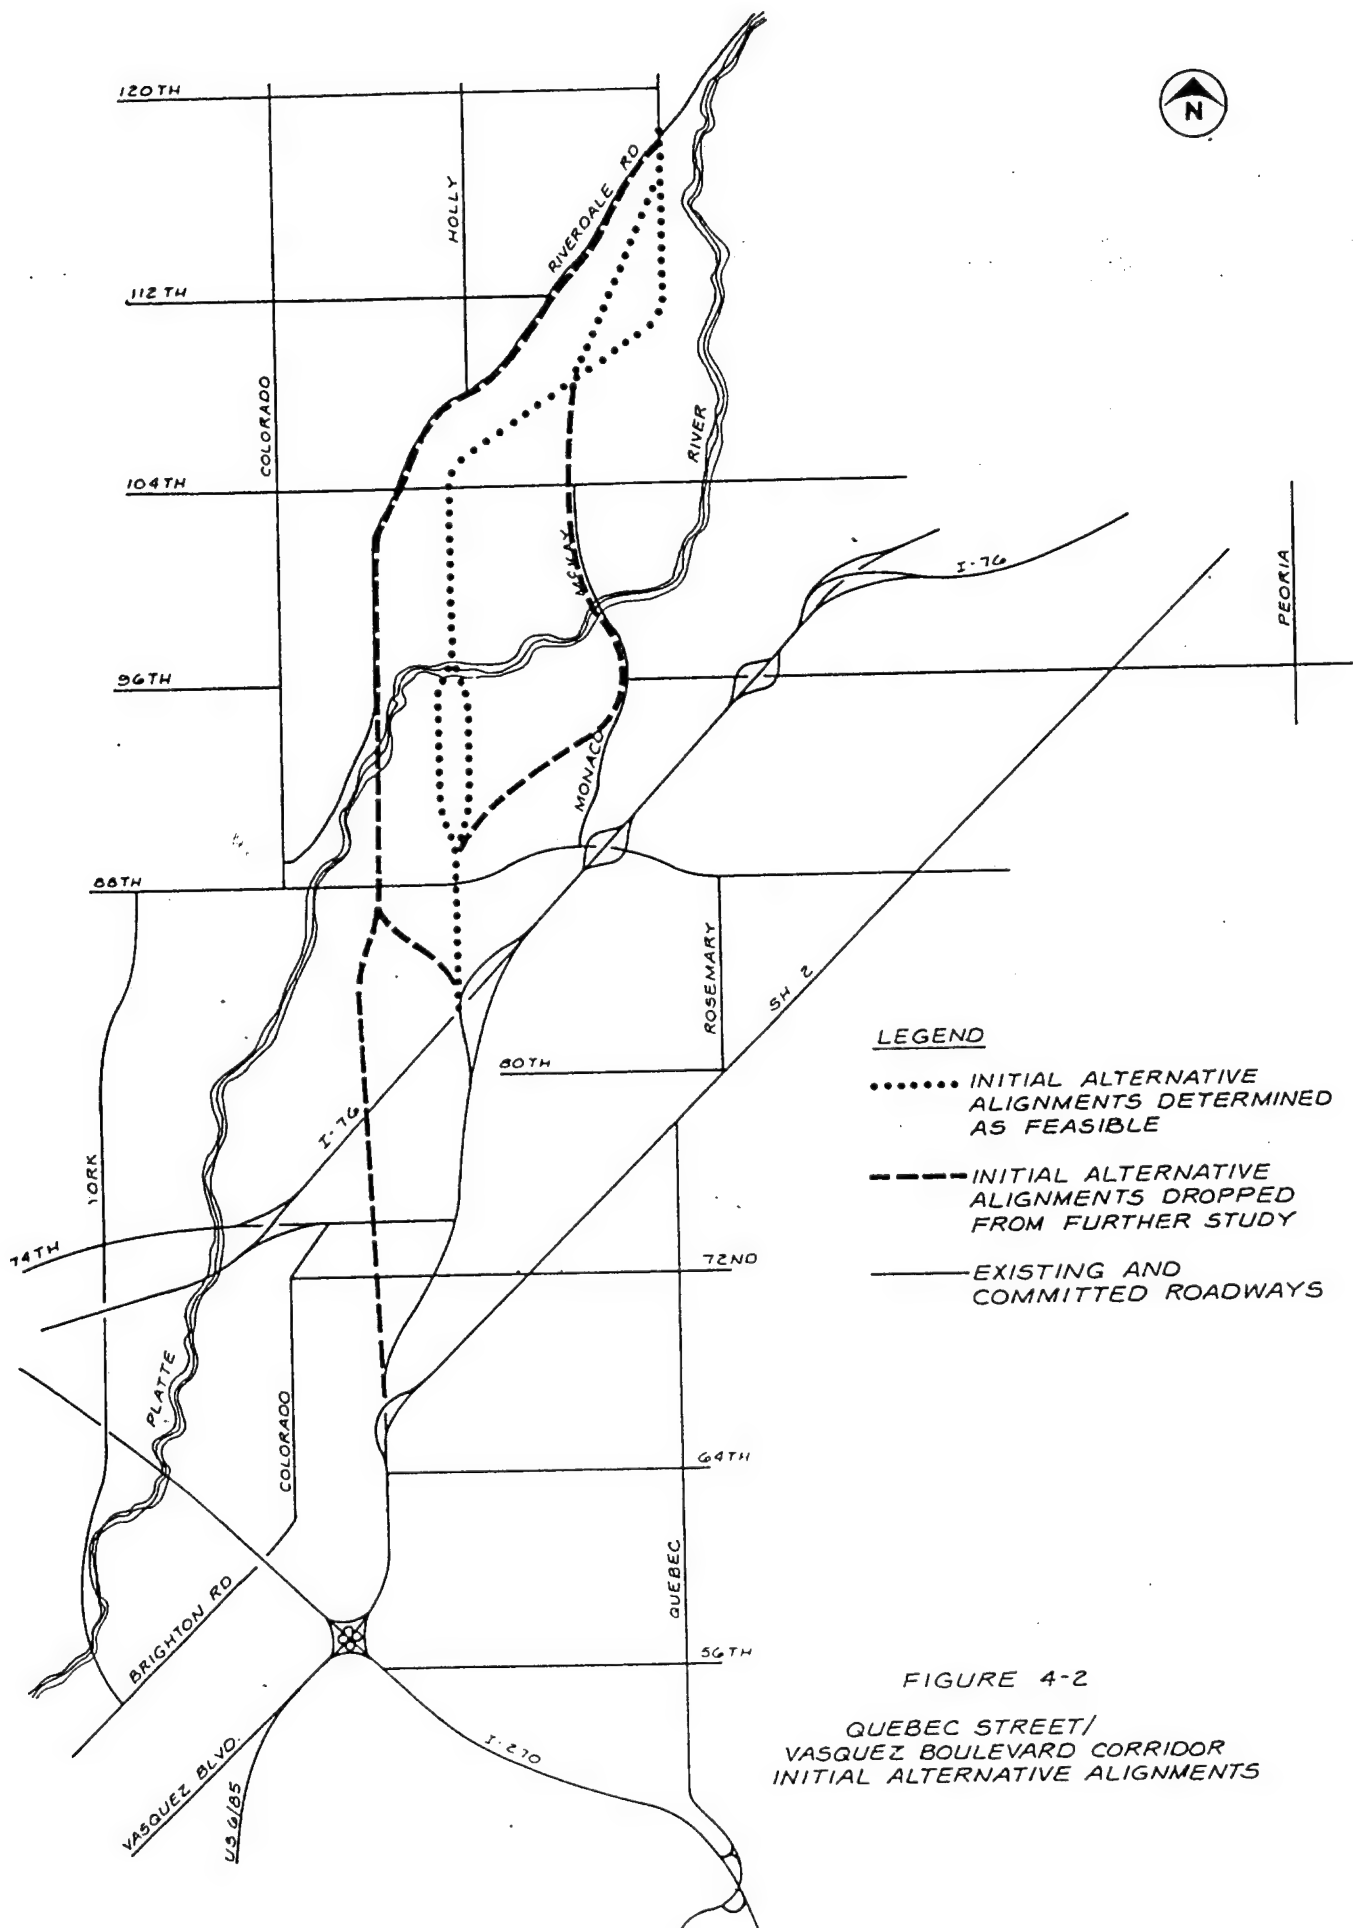 120TH
N
HOLLY
RIVERDALE RD
112TH
COLORADO
RIVER
104TH
McKAY
I-76
PEORIA
96TH
MONACO
88TH
ROSEMARY
SH 2
LEGEND
80TH
INITIAL ALTERNATIVE
ALIGNMENTS DETERMINED
AS FEASIBLE
I-76
YORK
INITIAL ALTERNATIVE
ALIGNMENTS DROPPED
FROM FURTHER STUDY
74TH
72ND
EXISTING AND
COMMITTED ROADWAYS
PLATTE
COLORADO
64TH
QUEBEC
BRIGHTON RD
56TH
FIGURE 4-2
QUEBEC STREET/
VASQUEZ BOULEVARD CORRIDOR
INITIAL ALTERNATIVE ALIGNMENTS
I-270
VASQUEZ BLVD.
US 6/85